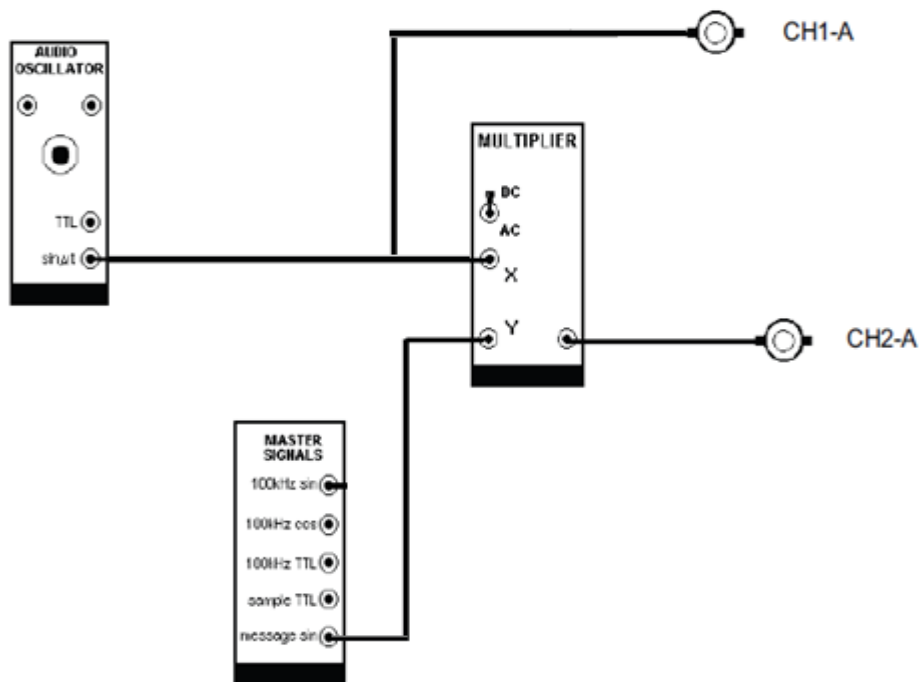 CH1-A
AUDIO
OSCILLATOR
TTL
MULTIPLIER
DC
AC
X
Y
CH2-A
MASTER
SIGNALS
100kHz sin
100kHz cos
100kHz TTL
sample TTL
message sin